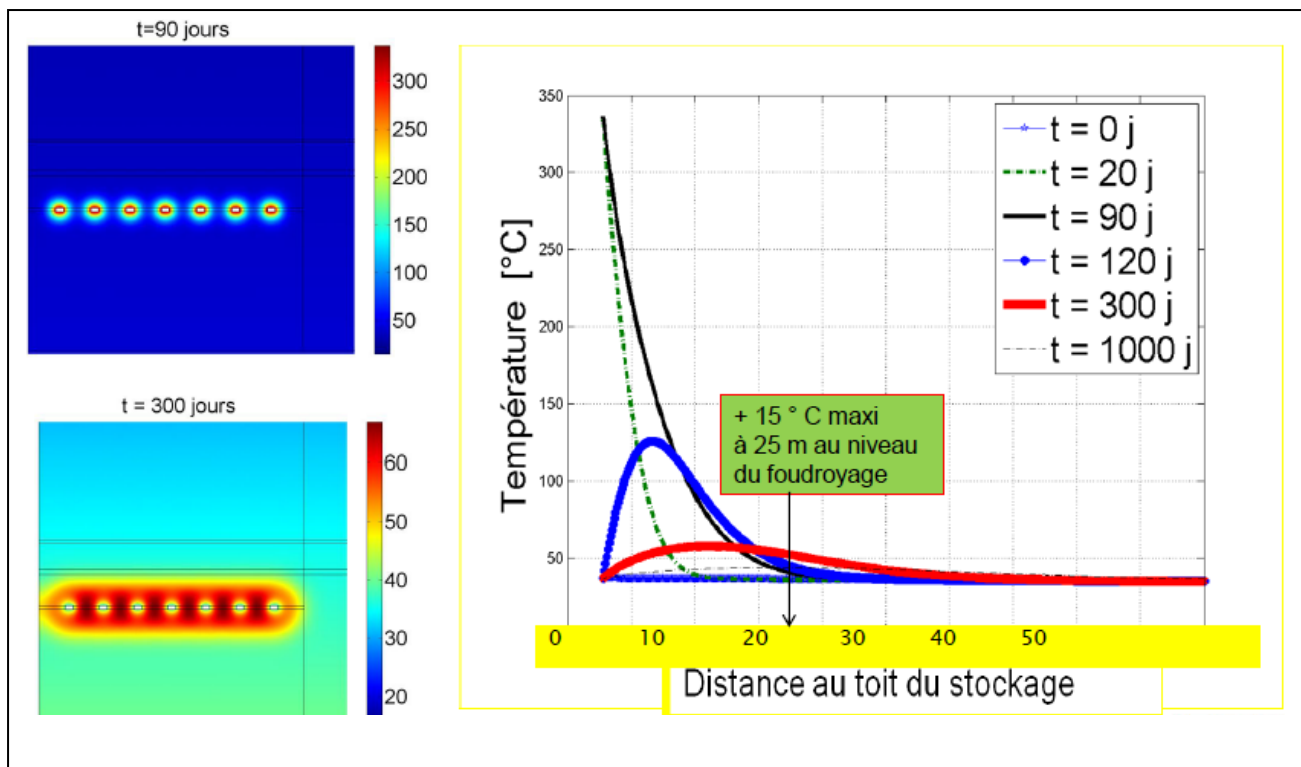 t=90 jours
300
250
200
150
100
50
t = 300 jours
60
50
40
30
20
350
300
250
200
150
100
50
Température [°C]
t = 0 j
t = 20 j
t = 90 j
t = 120 j
t = 300 j
t = 1000 j
+ 15 ° C maxi
à 25 m au niveau
du foudroyage
0 10 20 30 40 50
Distance au toit du stockage